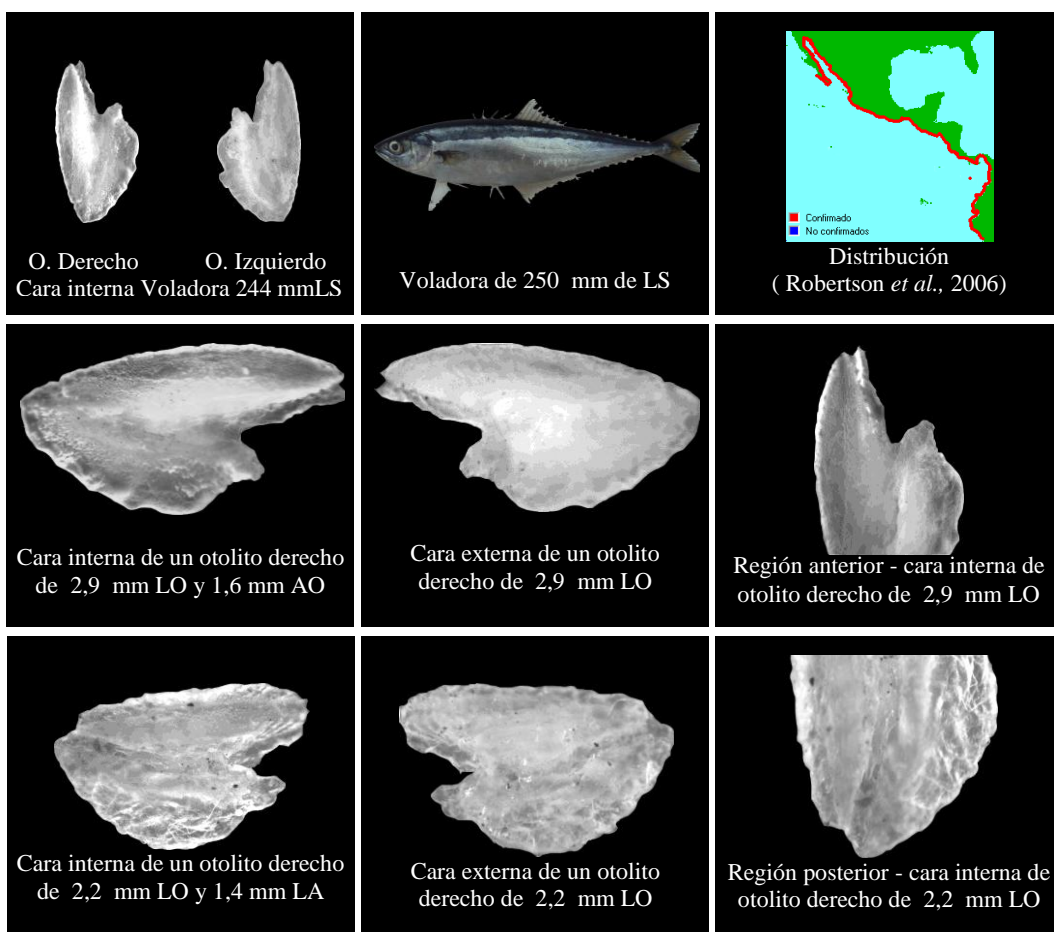 O. Derecho O. Izquierdo
Cara interna Voladora 244 mmLS
Voladora de 250 mm de LS
Confirmado
No confirmados
Distribución
( Robertson et al., 2006)
Cara interna de un otolito derecho
de 2,9 mm LO y 1,6 mm AO
Cara externa de un otolito
derecho de 2,9 mm LO
Región anterior - cara interna de
otolito derecho de 2,9 mm LO
Cara interna de un otolito derecho
de 2,2 mm LO y 1,4 mm LA
Cara externa de un otolito
derecho de 2,2 mm LO
Región posterior - cara interna de
otolito derecho de 2,2 mm LO